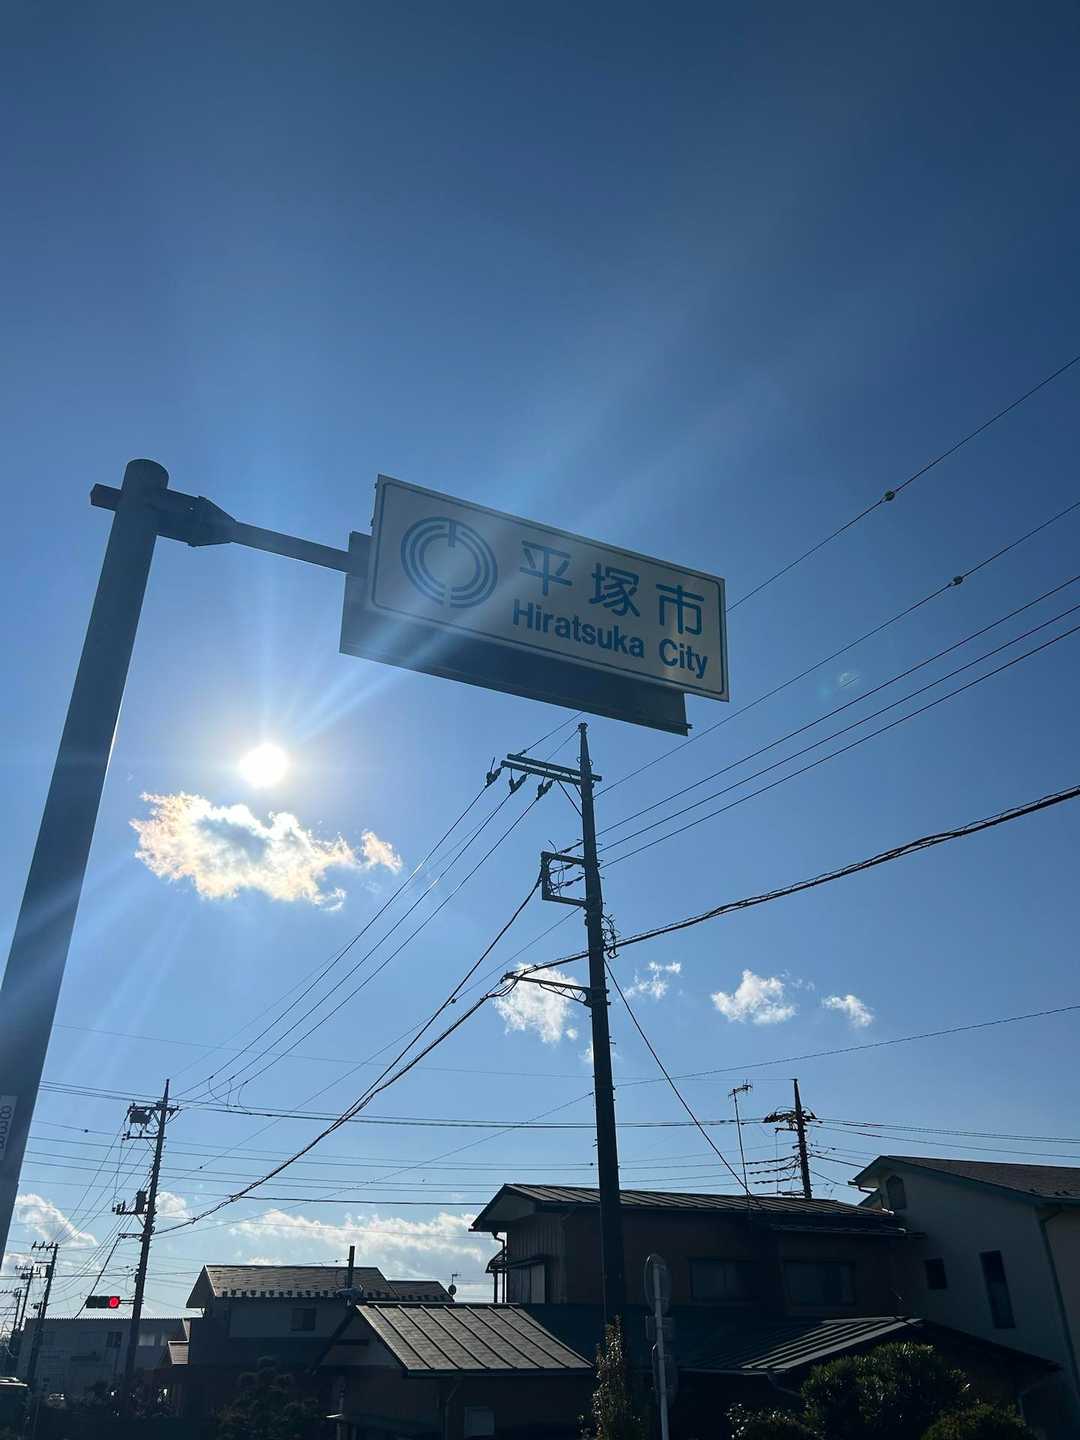 平塚市
Hiratsuka City